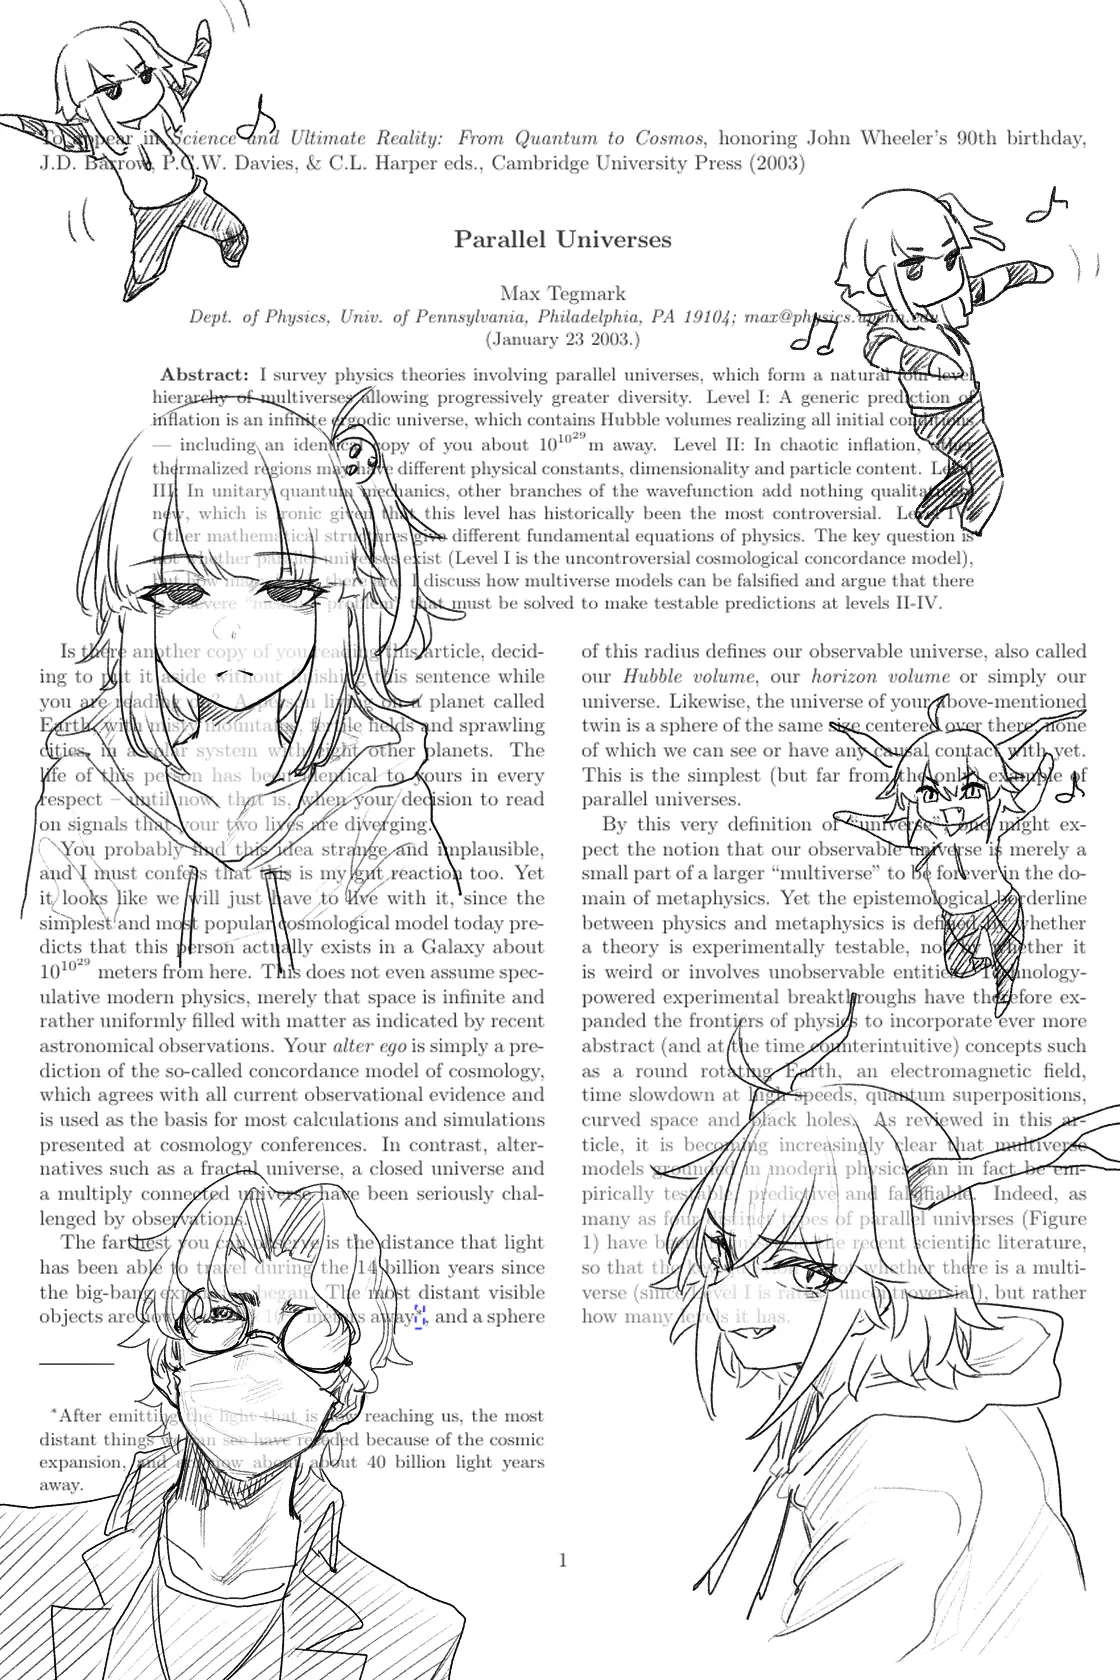 To appear in Science and Ultimate Reality: From Quantum to Cosmos, honoring John Wheeler's 90th birthday,
J.D. Barrow, P.C.W. Davies, & C.L. Harper eds., Cambridge University Press (2003)
Parallel Universes
Max Tegmark
Dept. of Physics, Univ. of Pennsylvania, Philadelphia, PA 19104; max@physics.upenn.edu
(January 23 2003.)
Abstract: I survey physics theories involving parallel universes, which form a natural four-level
hierarchy of multiverses allowing progressively greater diversity. Level I: A generic prediction of
inflation is an infinite ergodic universe, which contains Hubble volumes realizing all initial conditions
— including an identical copy of you about 10^10^29 m away. Level II: In chaotic inflation, other
thermalized regions may have different physical constants, dimensionality and particle content. Level
III: In unitary quantum mechanics, other branches of the wavefunction add nothing qualitatively
new, which is ironic given that this level has historically been the most controversial. Level IV:
Other mathematical structures give different fundamental equations of physics. The key question is
not whether parallel universes exist (Level I is the uncontroversial cosmological concordance model),
but how many levels there are. I discuss how multiverse models can be falsified and argue that there
is a severe "measure problem" that must be solved to make testable predictions at levels II-IV.
Is there another copy of you reading this article, decid-
ing to put it aside without finishing this sentence while
you are reading on? A person living on a planet called
Earth, with misty mountains, fertile fields and sprawling
cities, in a solar system with eight other planets. The
life of this person has been identical to yours in every
respect – until now, that is, when your decision to read
on signals that your two lives are diverging.
You probably find this idea strange and implausible,
and I must confess that this is my gut reaction too. Yet
it looks like we will just have to live with it, since the
simplest and most popular cosmological model today pre-
dicts that this person actually exists in a Galaxy about
10^10^29 meters from here. This does not even assume spec-
ulative modern physics, merely that space is infinite and
rather uniformly filled with matter as indicated by recent
astronomical observations. Your alter ego is simply a pre-
diction of the so-called concordance model of cosmology,
which agrees with all current observational evidence and
is used as the basis for most calculations and simulations
presented at cosmology conferences. In contrast, alter-
natives such as a fractal universe, a closed universe and
a multiply connected universe have been seriously chal-
lenged by observations.
The farthest you can observe is the distance that light
has been able to travel during the 14 billion years since
the big-bang expansion began. The most distant visible
objects are now about meters away*, and a sphere
*After emitting the light that is now reaching us, the most
distant things we can see have receded because of the cosmic
expansion, and are now about about 40 billion light years
away.
of this radius defines our observable universe, also called
our Hubble volume, our horizon volume or simply our
universe. Likewise, the universe of your above-mentioned
twin is a sphere of the same size centered over there, none
of which we can see or have any causal contact with yet.
This is the simplest (but far from the only) example of
parallel universes.
By this very definition of "universe", one might ex-
pect the notion that our observable universe is merely a
small part of a larger "multiverse" to be forever in the do-
main of metaphysics. Yet the epistemological borderline
between physics and metaphysics is defined by whether
a theory is experimentally testable, not by whether it
is weird or involves unobservable entities. Technology-
powered experimental breakthroughs have therefore ex-
panded the frontiers of physics to incorporate ever more
abstract (and at the time counterintuitive) concepts such
as a round rotating Earth, an electromagnetic field,
time slowdown at high speeds, quantum superpositions,
curved space and black holes. As reviewed in this ar-
ticle, it is becoming increasingly clear that multiverse
models grounded in modern physics can in fact be em-
pirically testable, predictive and falsifiable. Indeed, as
many as four distinct types of parallel universes (Figure
1) have been discussed in the recent scientific literature,
so that the key question is not whether there is a multi-
verse (since Level I is rather uncontroversial), but rather
how many levels it has.
1